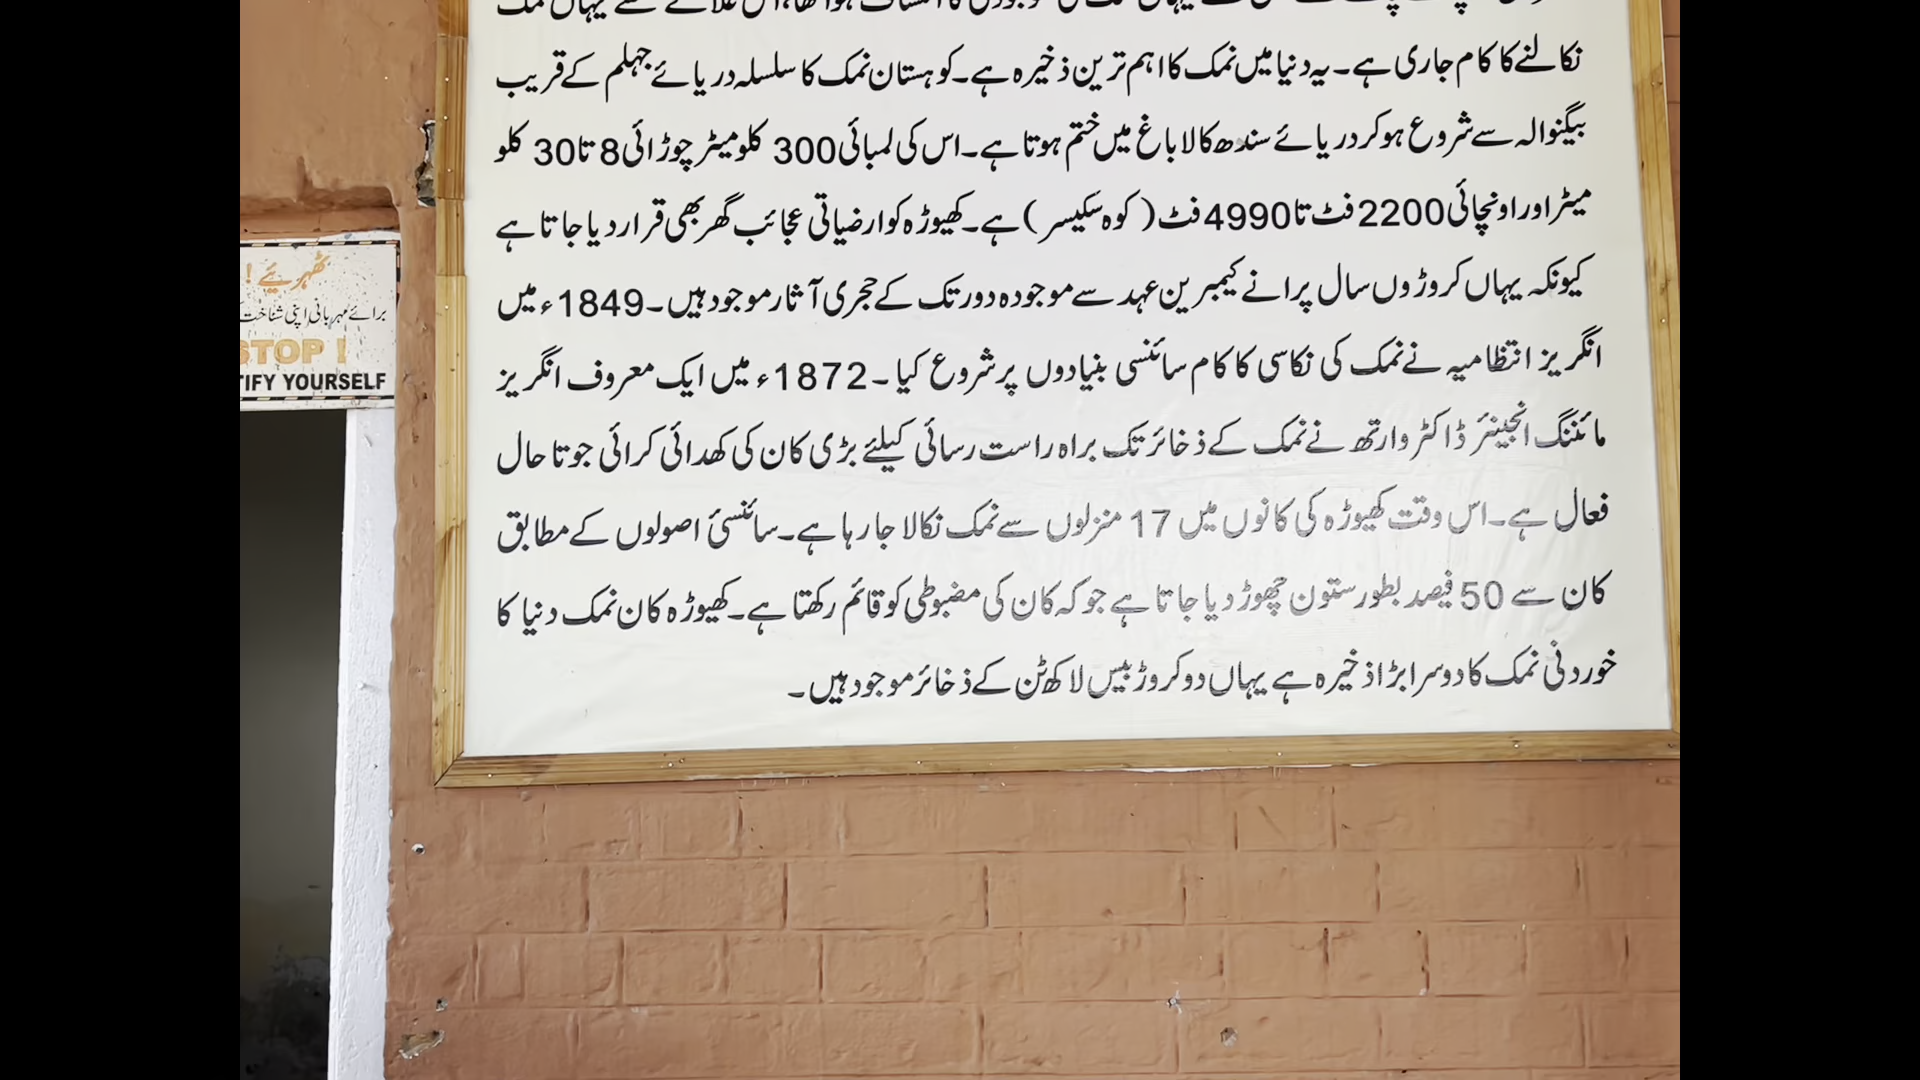 نکالنے کا کام جاری ہے۔ یہ دنیا میں نمک کا اہم ترین ذخیرہ ہے۔ کوہستان نمک کا سلسلہ دریائے جہلم کے قریب
بیگنوالہ سے شروع ہو کر دریائے سندھ کالا باغ میں ختم ہوتا ہے۔ اس کی لمبائی 300 کلومیٹر چوڑائی 8 تا 30 کلو
میٹر اور اونچائی 2200 فٹ تا 4990 فٹ ( کوہ سکیسر ) ہے۔ کھیوڑہ کو ارضیاتی عجائب گھر بھی قرار دیا جاتا ہے
کیونکہ یہاں کروڑوں سال پرانے کیمبرین عہد سے موجودہ دور تک کے حجری آثار موجود ہیں۔ 1849ء میں
انگریز انتظامیہ نے نمک کی نکاسی کا کام سائنسی بنیادوں پر شروع کیا۔ 1872ء میں ایک معروف انگریز
مائننگ انجینئر ڈاکٹر وارتھ نے نمک کے ذخائر تک براہ راست رسائی کیلئے بڑی کان کی کھدائی کرائی جو تا حال
فعال ہے۔ اس وقت کھیوڑہ کی کانوں میں 17 منزلوں سے نمک نکالا جا رہا ہے۔ سائنسئ اصولوں کے مطابق
کان سے 50 فیصد بطور ستون چھوڑ دیا جاتا ہے جو کہ کان کی مضبوطی کو قائم رکھتا ہے۔ کھیوڑہ کان نمک دنیا کا
خوردنی نمک کا دوسرا بڑا ذخیرہ ہے یہاں دو کروڑ بیس لاکھ ٹن کے ذخائر موجود ہیں۔
ٹھہریئے !
برائے مہربانی اپنی شناخت
STOP !
TIFY YOURSELF